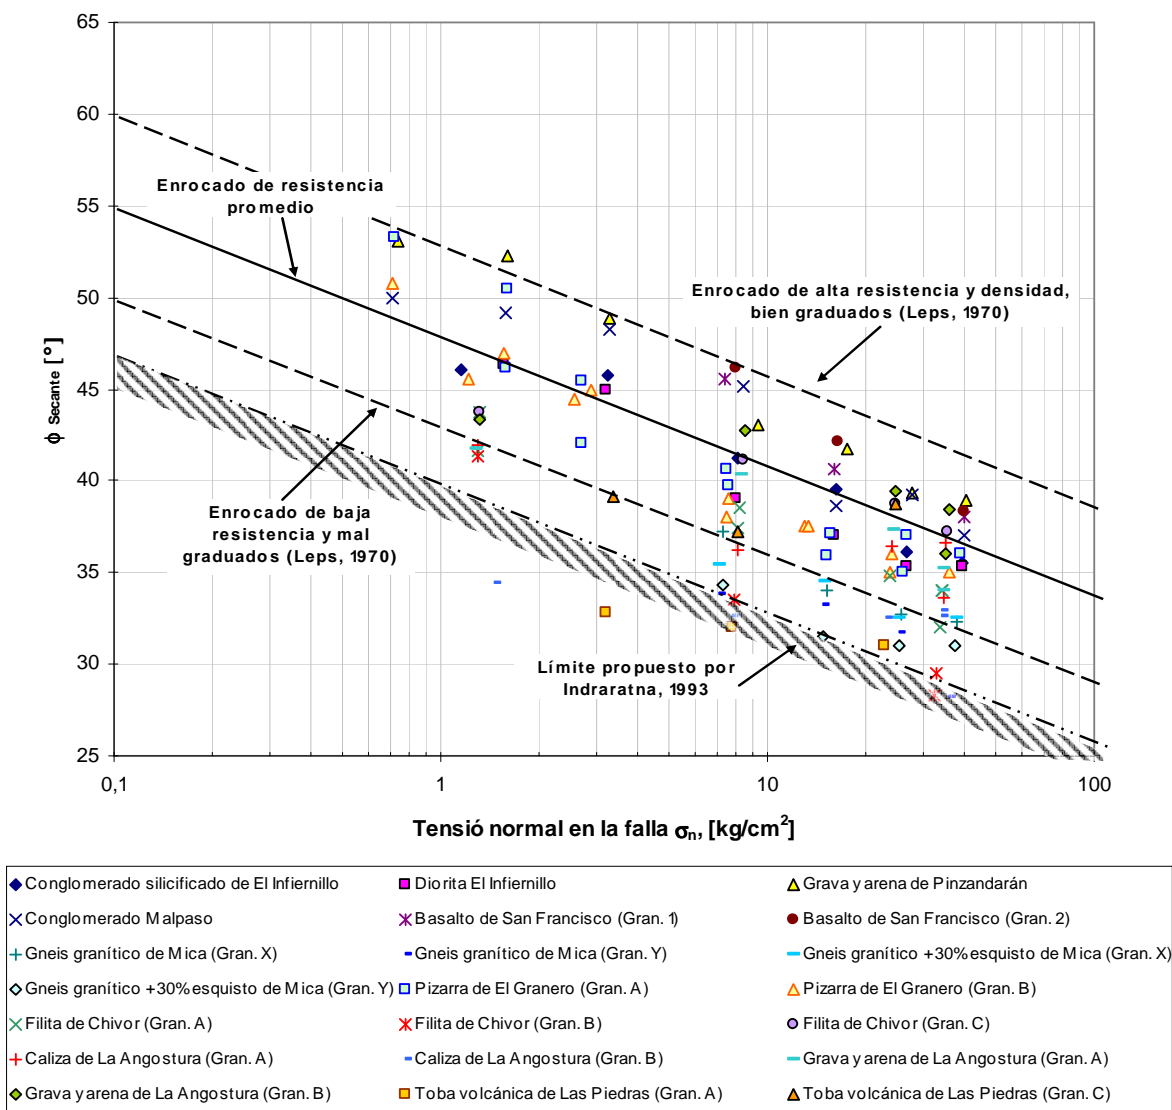 65
60
55
50
45
40
35
30
25
ϕ Secante [°]
Enrocado de resistencia
promedio
Enrocado de alta resistencia y densidad,
bien graduados (Leps, 1970)
Enrocado de baja
resistencia y mal
graduados (Leps, 1970)
Límite propuesto por
Indraratna, 1993
0,1 1 10 100
Tensió normal en la falla σn, [kg/cm²]
Conglomerado silicificado de El Infiernillo Diorita El Infiernillo Grava y arena de Pinzandarán
Conglomerado Malpaso Basalto de San Francisco (Gran. 1) Basalto de San Francisco (Gran. 2)
Gneis granítico de Mica (Gran. X) Gneis granítico de Mica (Gran. Y) Gneis granítico +30%esquisto de Mica (Gran. X)
Gneis granítico +30%esquisto de Mica (Gran. Y) Pizarra de El Granero (Gran. A) Pizarra de El Granero (Gran. B)
Filita de Chivor (Gran. A) Filita de Chivor (Gran. B) Filita de Chivor (Gran. C)
Caliza de La Angostura (Gran. A) Caliza de La Angostura (Gran. B) Grava y arena de La Angostura (Gran. A)
Grava y arena de La Angostura (Gran. B) Toba volcánica de Las Piedras (Gran. A) Toba volcánica de Las Piedras (Gran. C)